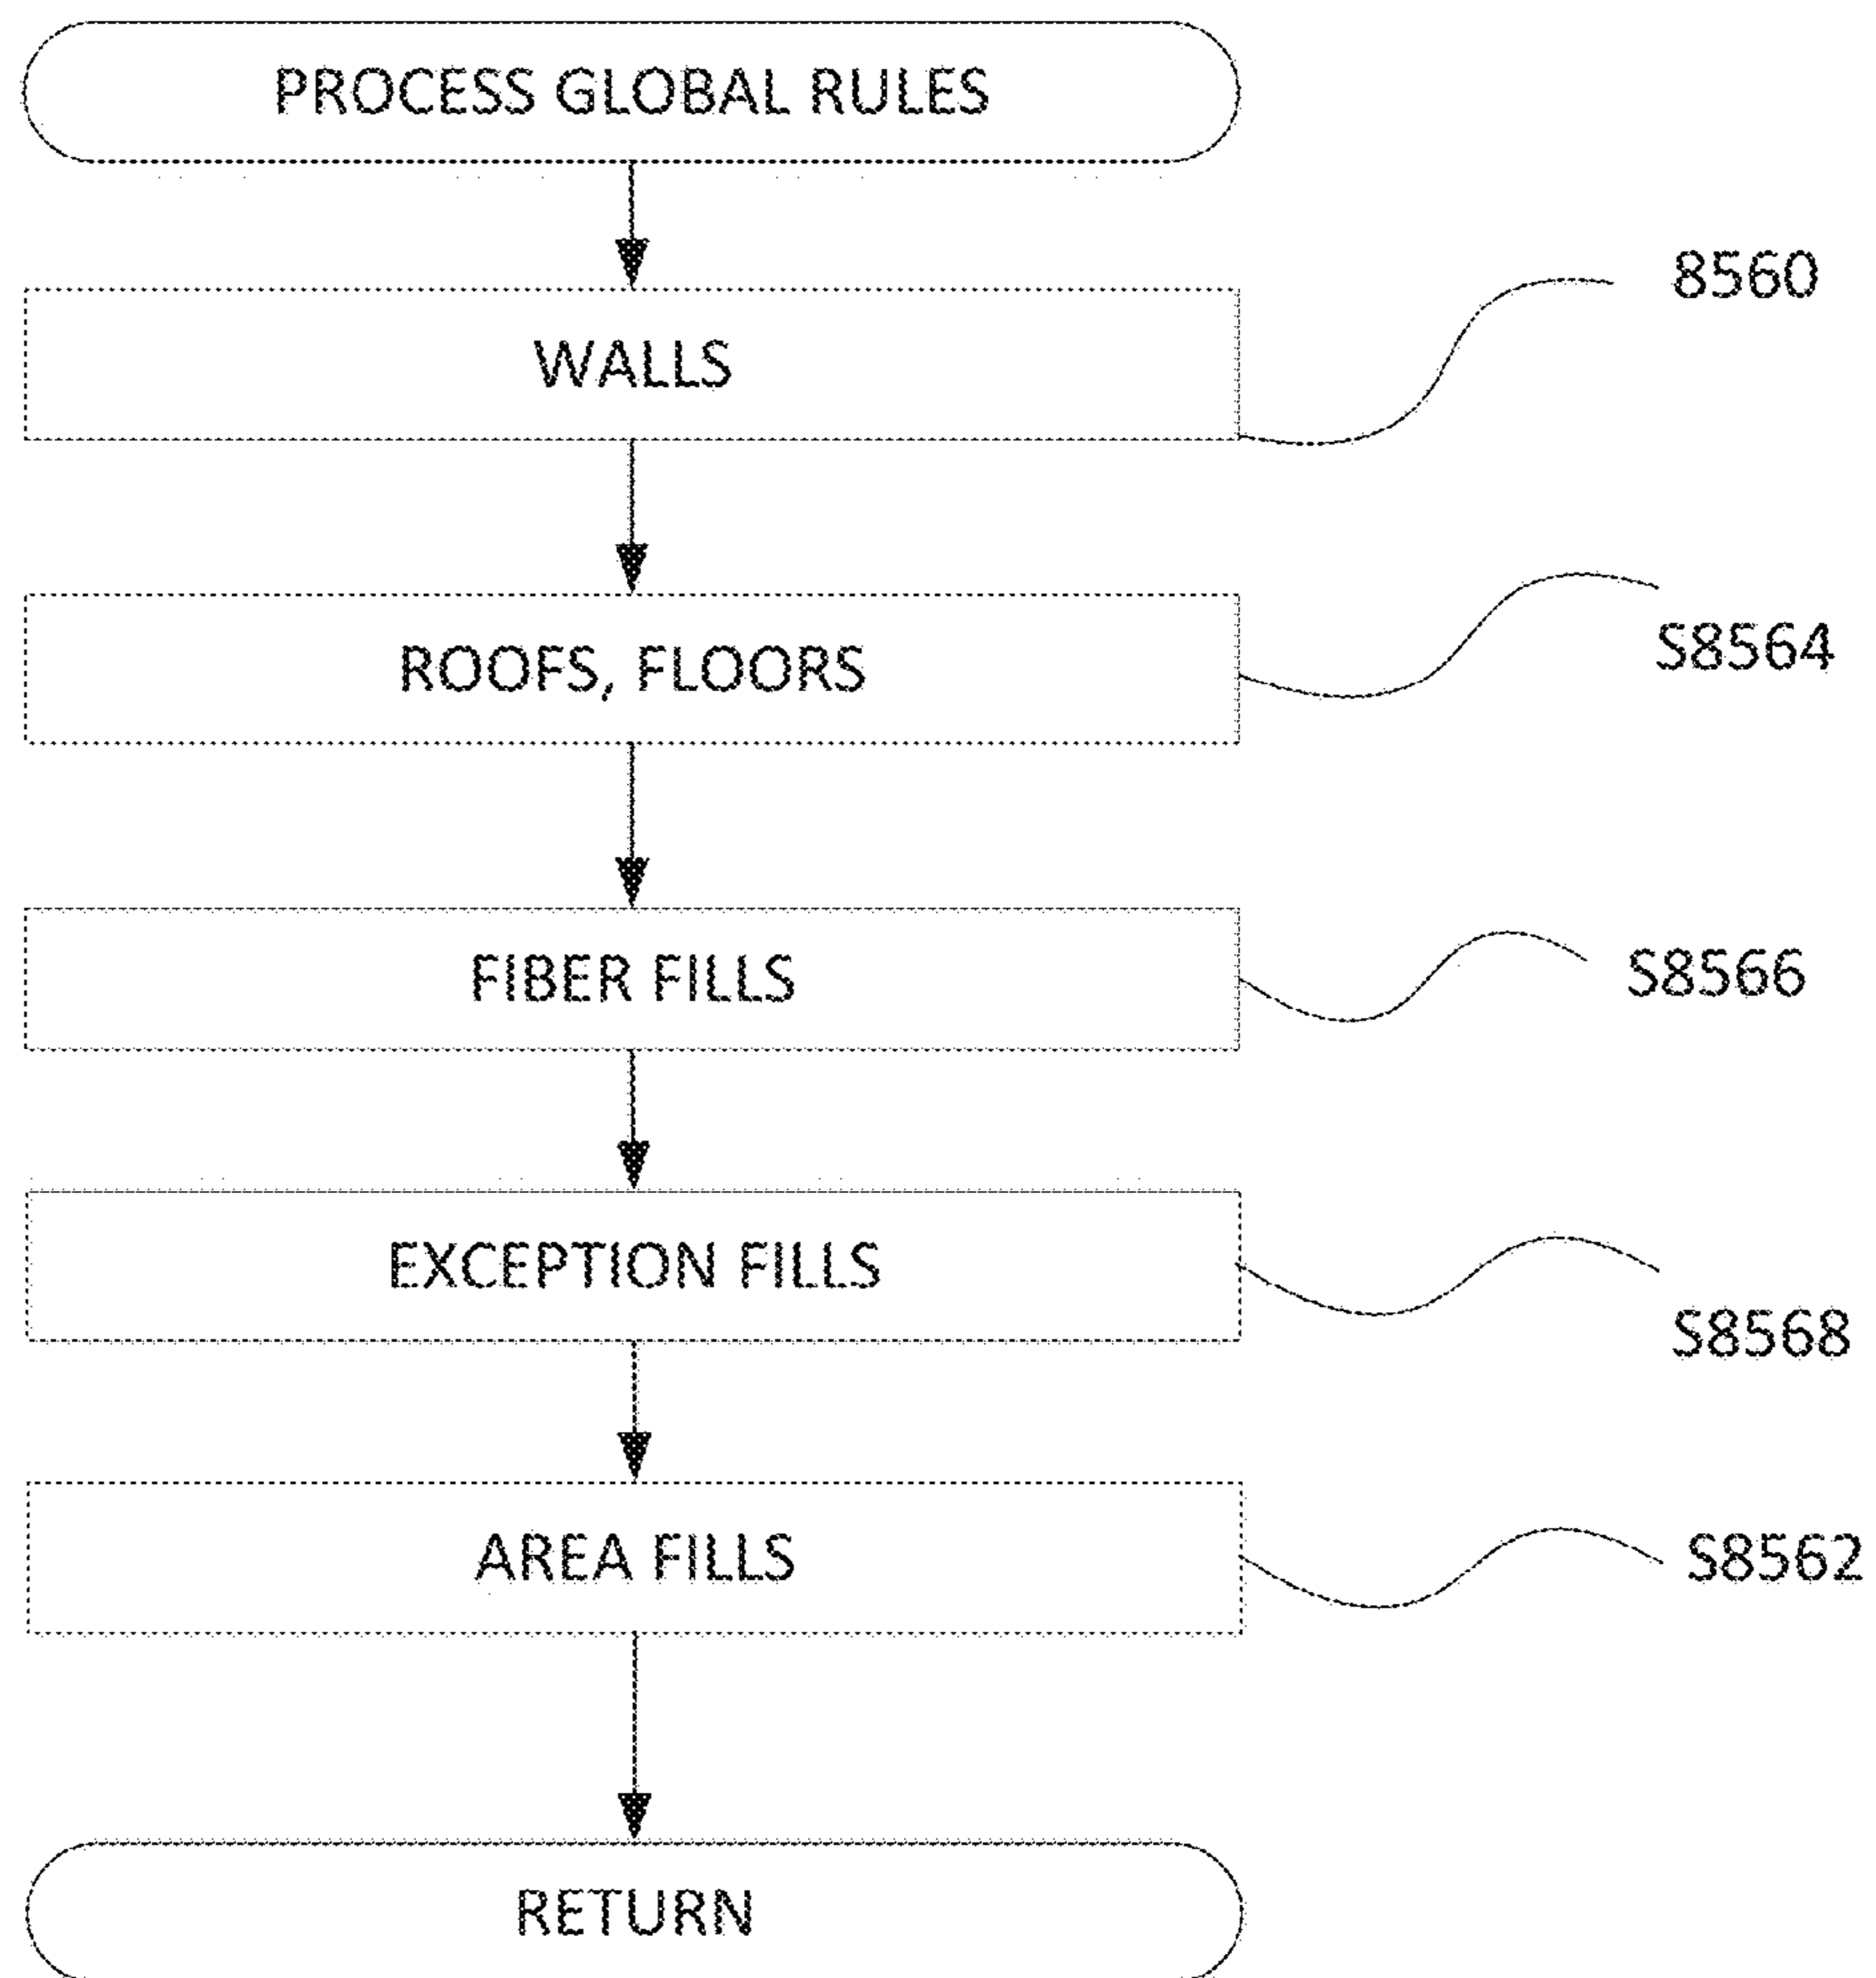 PROCESS GLOBAL RULES
8560
WALLS
S8564
ROOFS, FLOORS
S8566
FIBER FILLS
EXCEPTION FILLS
S8568
AREA FILLS
S8562
RETURN